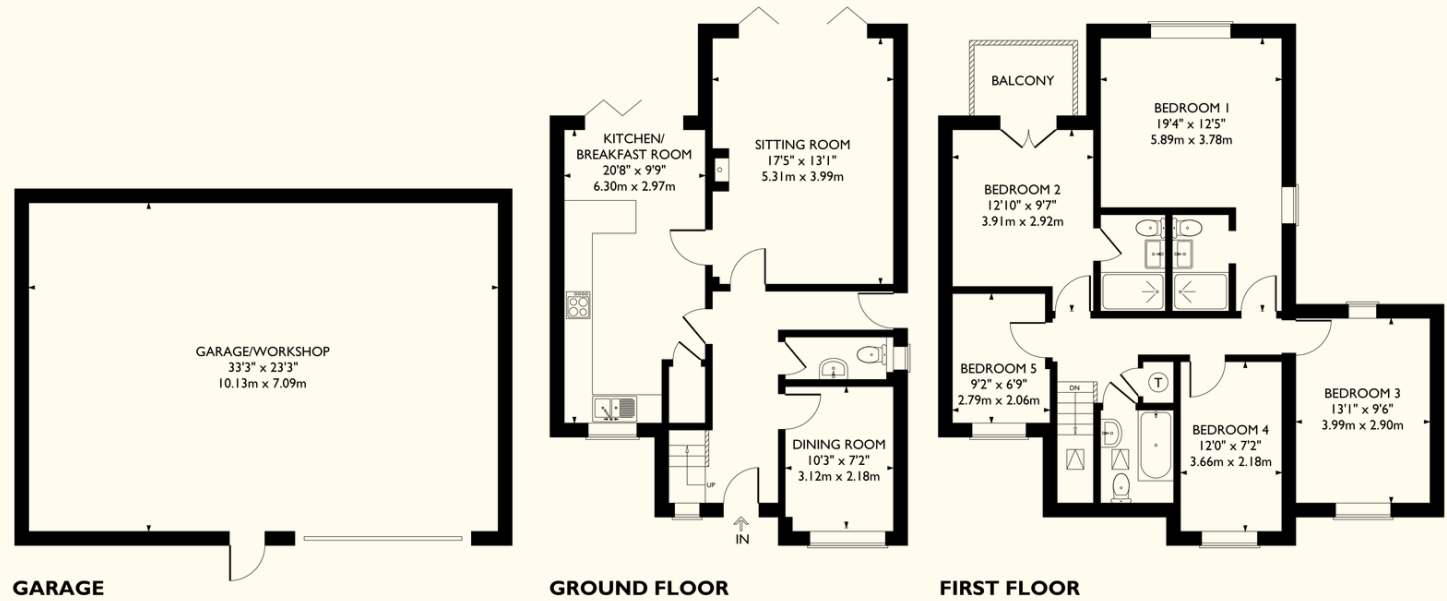 GARAGE/WORKSHOP
33'3" x 23'3"
10.13m x 7.09m
GARAGE
KITCHEN/
BREAKFAST ROOM
20'8" x 9'9"
6.30m x 2.97m
SITTING ROOM
17'5" x 13'1"
5.31m x 3.99m
DINING ROOM
10'3" x 7'2"
3.12m x 2.18m
UP
IN
GROUND FLOOR
BALCONY
BEDROOM 1
19'4" x 12'5"
5.89m x 3.78m
BEDROOM 2
12'10" x 9'7"
3.91m x 2.92m
BEDROOM 5
9'2" x 6'9"
2.79m x 2.06m
DN
T
BEDROOM 4
12'0" x 7'2"
3.66m x 2.18m
BEDROOM 3
13'1" x 9'6"
3.99m x 2.90m
FIRST FLOOR